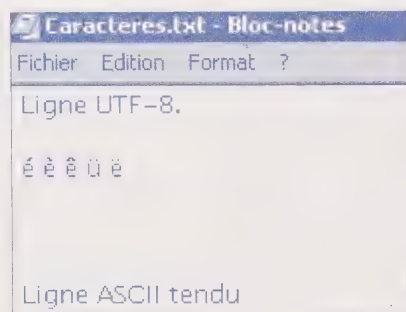 Caracteres.txt - Bloc-notes
Fichier Edition Format ?
Ligne UTF-8.
é è ê ü ë
Ligne ASCII tendu